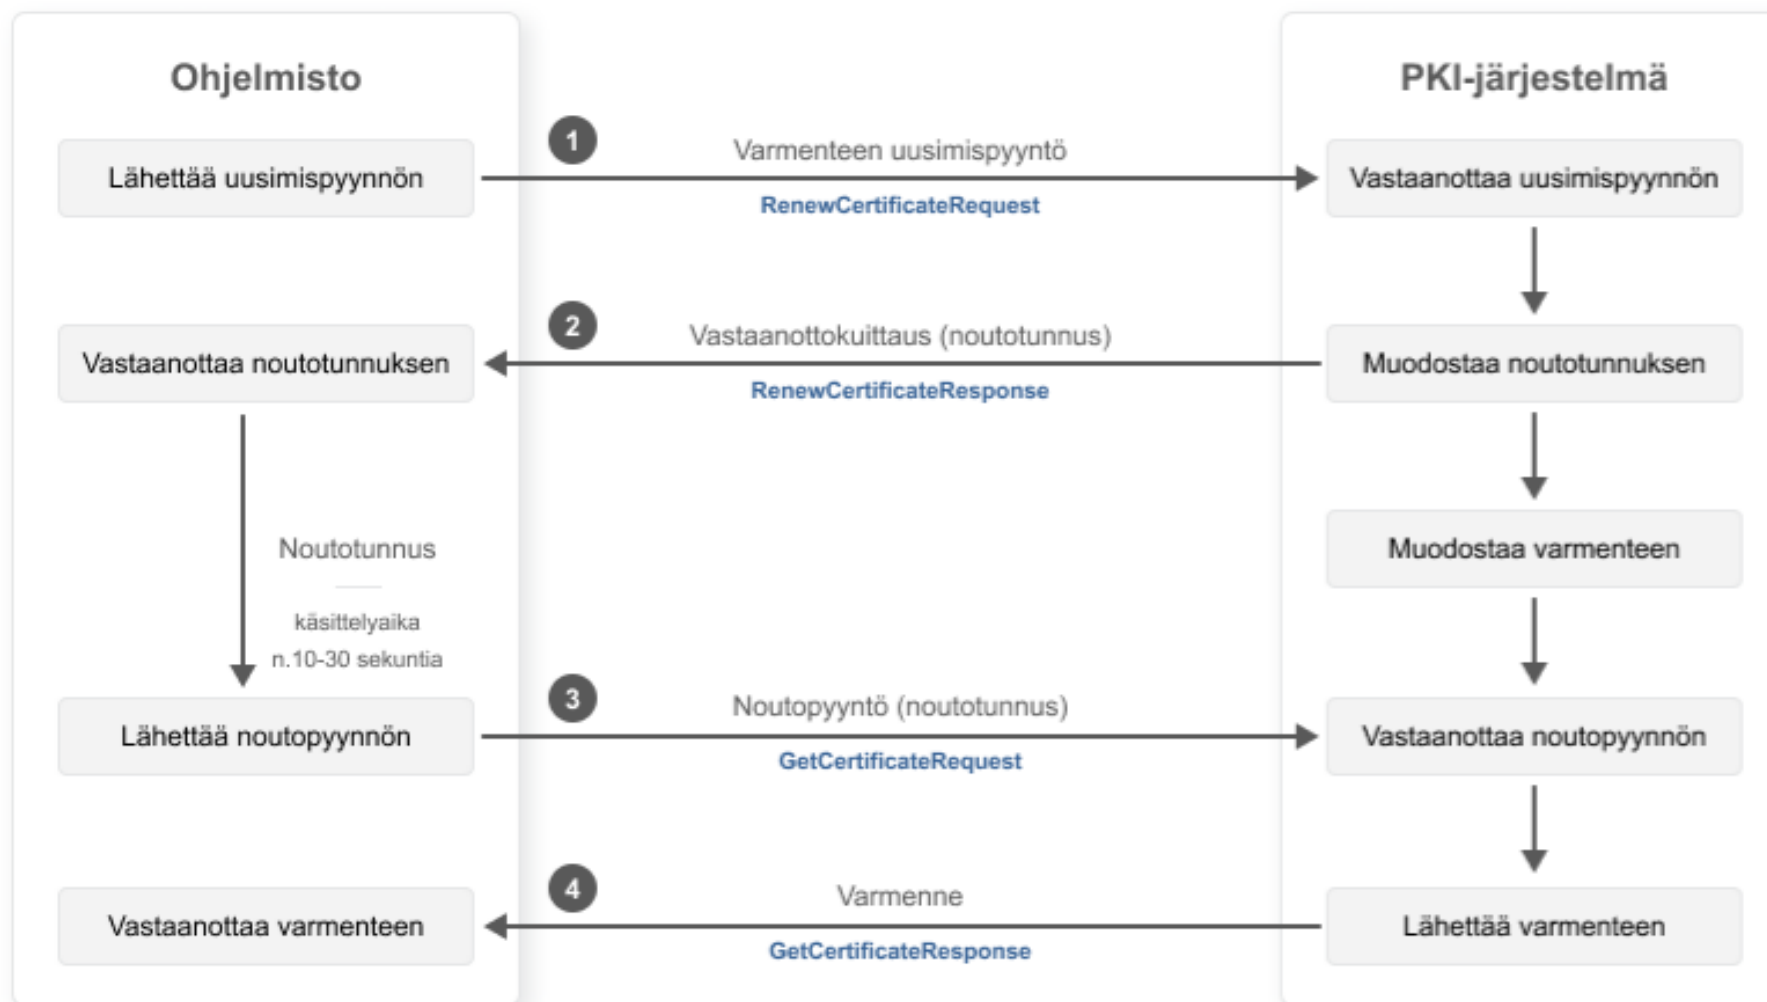 Ohjelmisto
PKI-järjestelmä
Lähettää uusimispyynnön
1
Varmenteen uusimispyyntö
RenewCertificateRequest
Vastaanottaa uusimispyynnön
Vastaanottaa noutotunnuksen
2
Vastaanottokuittaus (noutotunnus)
RenewCertificateResponse
Muodostaa noutotunnuksen
Noutotunnus
käsittelyaika
n.10-30 sekuntia
Muodostaa varmenteen
Lähettää noutopyynnön
3
Noutopyyntö (noutotunnus)
GetCertificateRequest
Vastaanottaa noutopyynnön
Vastaanottaa varmenteen
4
Varmenne
GetCertificateResponse
Lähettää varmenteen